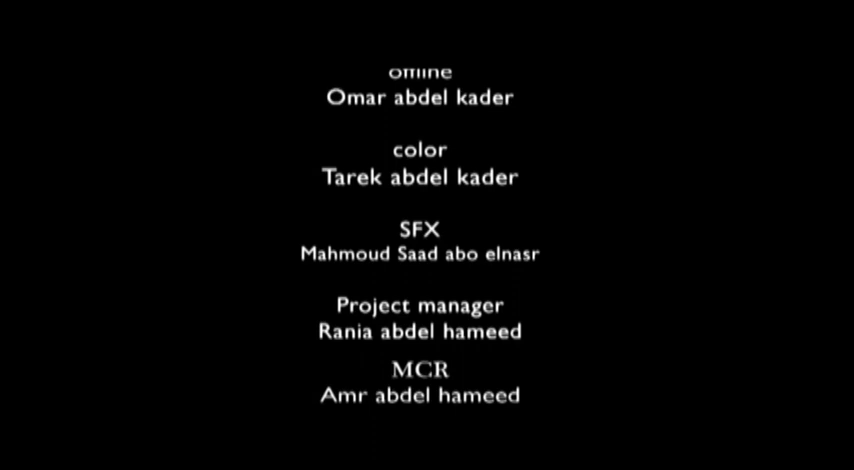 offline
Omar abdel kader
color
Tarek abdel kader
SFX
Mahmoud Saad abo elnasr
Project manager
Rania abdel hameed
MCR
Amr abdel hameed